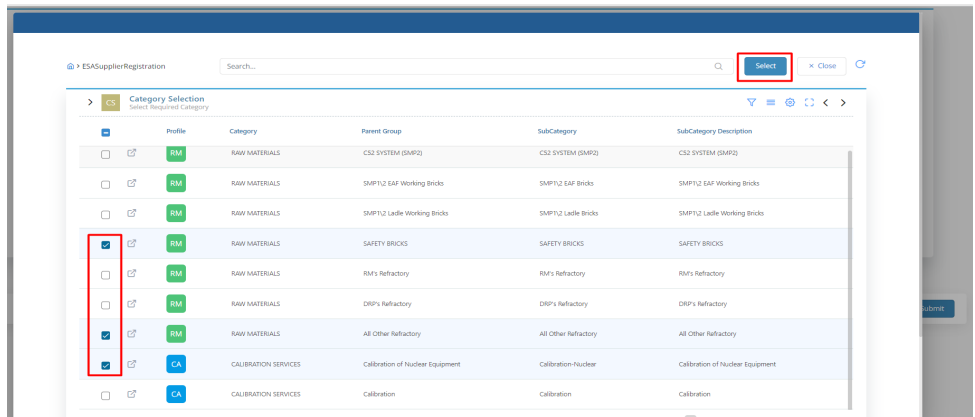 ESASupplierRegistration
Search...
Select
× Close
CS
Category Selection
Select Required Category
Profile Category Parent Group SubCategory SubCategory Description
RM RAW MATERIALS C52 SYSTEM (SMP2) C52 SYSTEM (SMP2) C52 SYSTEM (SMP2)
RM RAW MATERIALS SMP1\2 EAF Working Bricks SMP1\2 EAF Bricks SMP1\2 EAF Working Bricks
RM RAW MATERIALS SMP1\2 Ladle Working Bricks SMP1\2 Ladle Bricks SMP1\2 Ladle Working Bricks
RM RAW MATERIALS SAFETY BRICKS SAFETY BRICKS SAFETY BRICKS
RM RAW MATERIALS RM's Refractory RM's Refractory RM's Refractory
RM RAW MATERIALS DRP's Refractory DRP's Refractory DRP's Refractory
RM RAW MATERIALS All Other Refractory All Other Refractory All Other Refractory
CA CALIBRATION SERVICES Calibration of Nuclear Equipment Calibration-Nuclear Calibration of Nuclear Equipment
CA CALIBRATION SERVICES Calibration Calibration Calibration